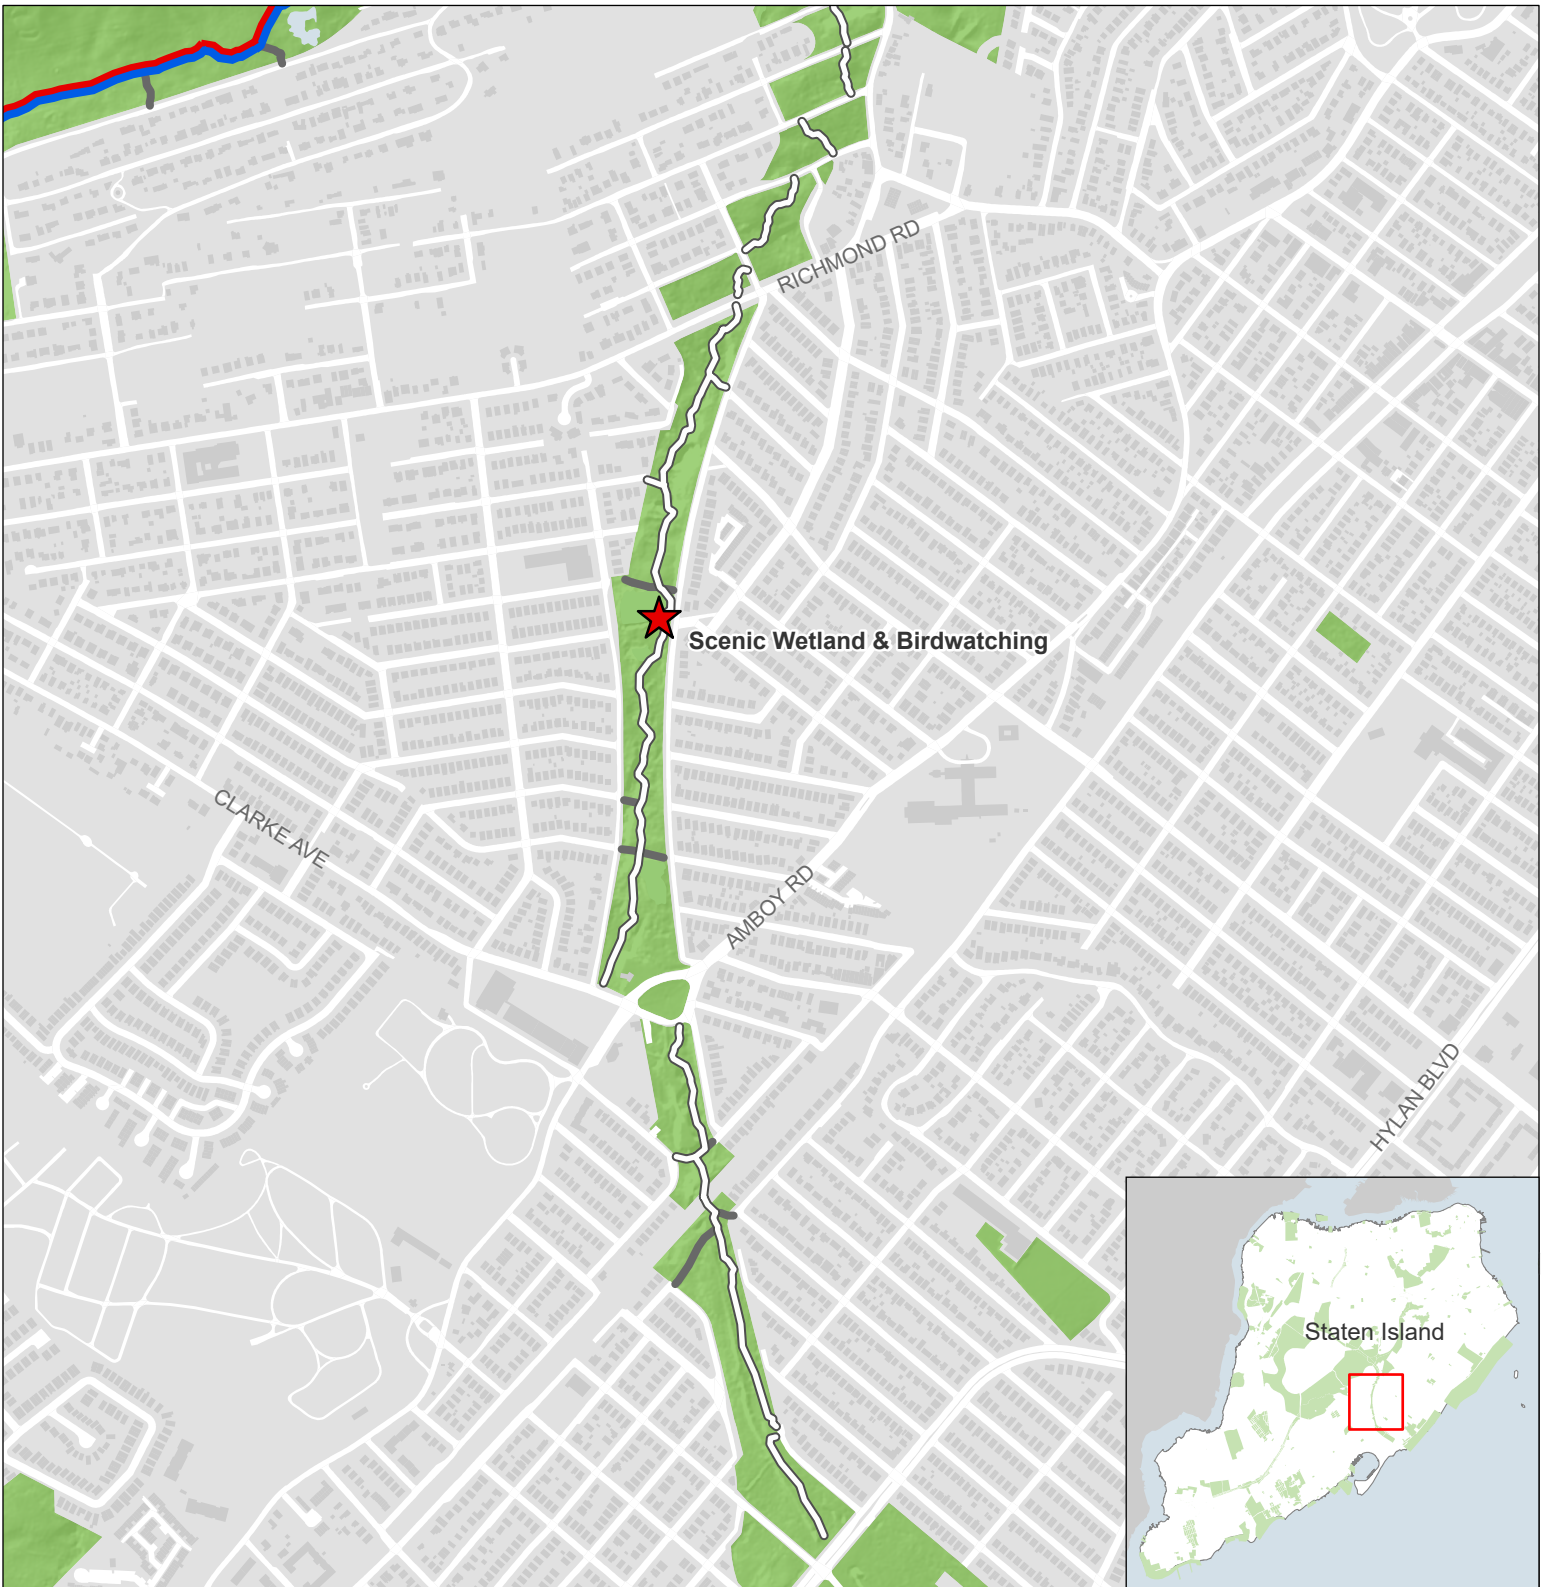 RICHMOND RD
Scenic Wetland & Birdwatching
CLARKE AVE
AMBOY RD
HYLAN BLVD
Staten Island